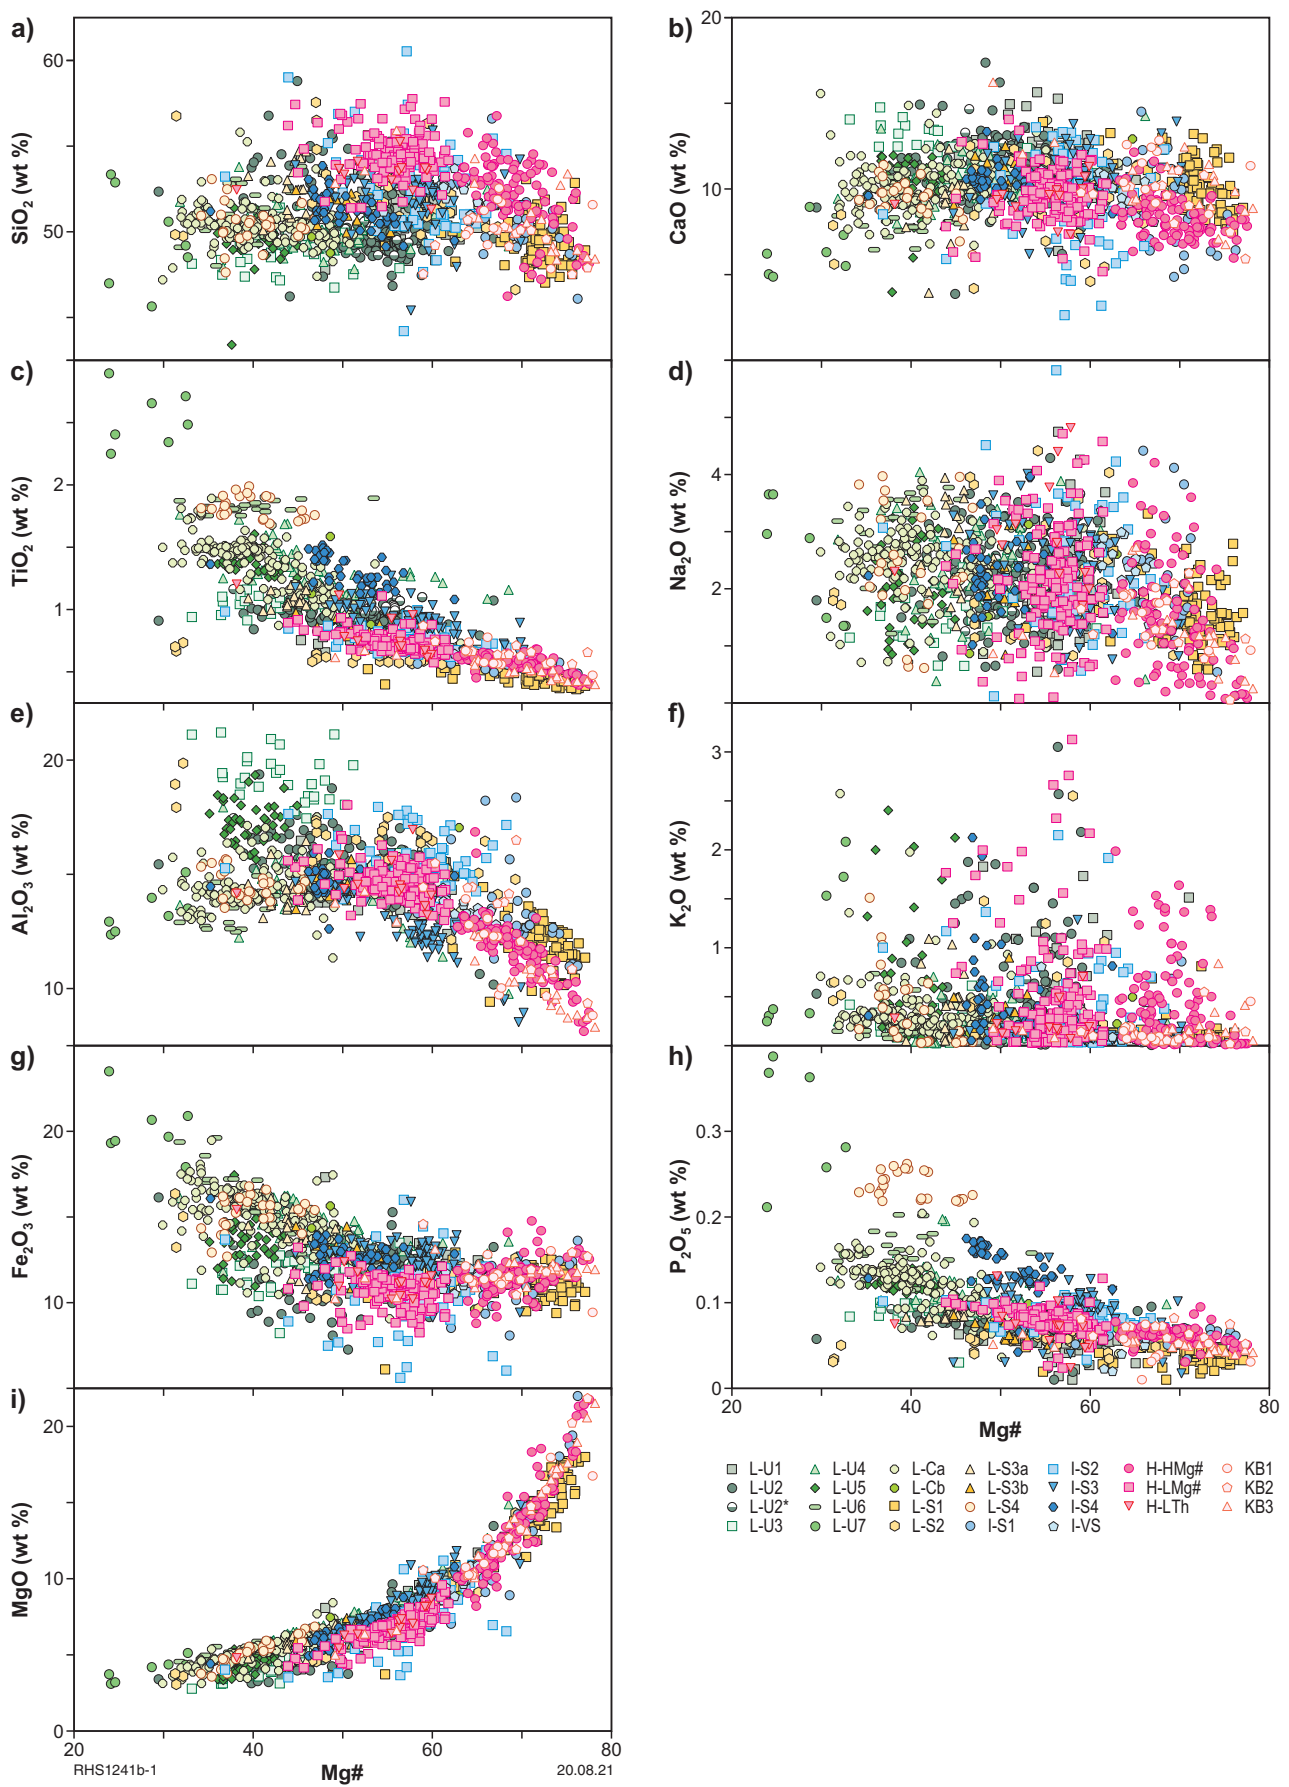 a)
60
50
SiO2 (wt %)
b)
20
10
CaO (wt %)
c)
2
1
TiO2 (wt %)
d)
4
2
Na2O (wt %)
e)
20
10
Al2O3 (wt %)
f)
3
2
1
K2O (wt %)
g)
20
10
Fe2O3 (wt %)
h)
0.3
0.2
0.1
0
P2O5 (wt %)
20 40 60 80
Mg#
i)
20
10
0
MgO (wt %)
20 40 60 80
Mg#
L-U1 L-U4 L-Ca L-S3a I-S2 H-HMg# KB1
L-U2 L-U5 L-Cb L-S3b I-S3 H-LMg# KB2
L-U2* L-U6 L-S1 L-S4 I-S4 H-LTh KB3
L-U3 L-U7 L-S2 I-S1 I-VS
RHS1241b-1
20.08.21